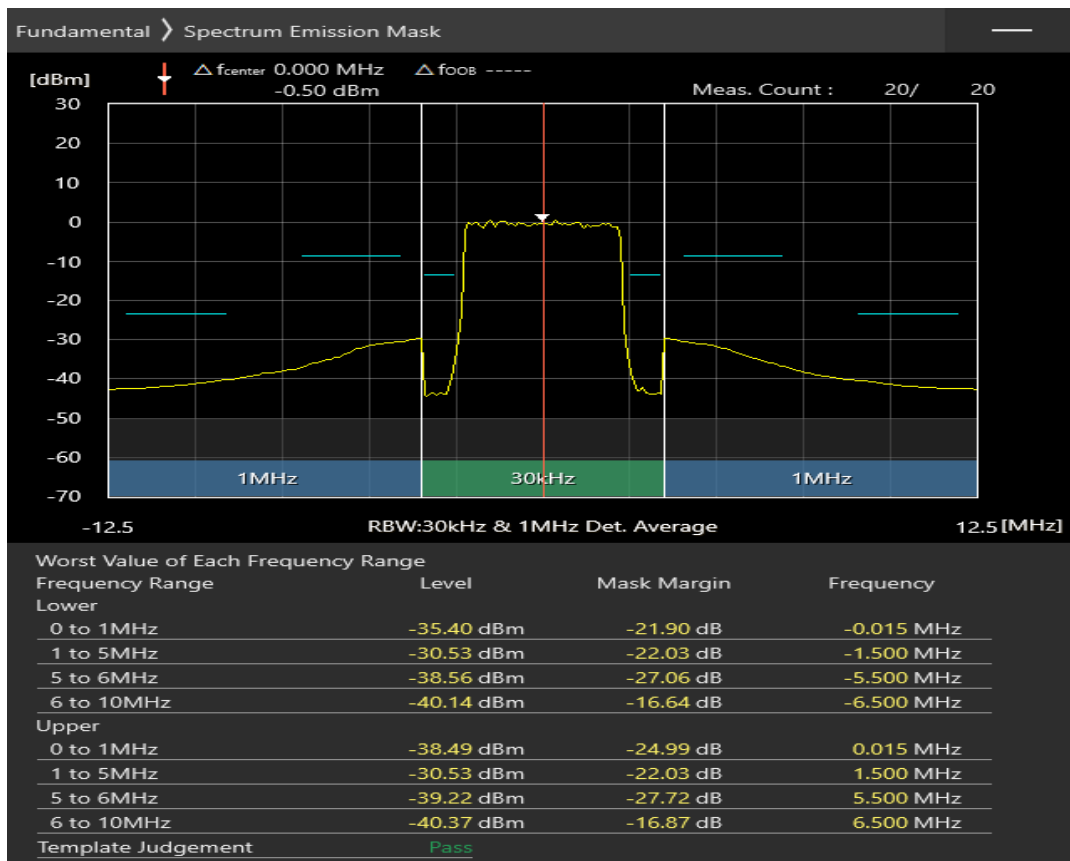 Fundamental ❯ Spectrum Emission Mask
[dBm] △ fcenter 0.000 MHz △ fOOB -----
-0.50 dBm Meas. Count : 20/ 20
30
20
10
0
-10
-20
-30
-40
-50
-60
1MHz 30kHz 1MHz
-70
-12.5 RBW:30kHz & 1MHz Det. Average 12.5 [MHz]
Worst Value of Each Frequency Range
Frequency Range Level Mask Margin Frequency
Lower
0 to 1MHz -35.40 dBm -21.90 dB -0.015 MHz
1 to 5MHz -30.53 dBm -22.03 dB -1.500 MHz
5 to 6MHz -38.56 dBm -27.06 dB -5.500 MHz
6 to 10MHz -40.14 dBm -16.64 dB -6.500 MHz
Upper
0 to 1MHz -38.49 dBm -24.99 dB 0.015 MHz
1 to 5MHz -30.53 dBm -22.03 dB 1.500 MHz
5 to 6MHz -39.22 dBm -27.72 dB 5.500 MHz
6 to 10MHz -40.37 dBm -16.87 dB 6.500 MHz
Template Judgement Pass